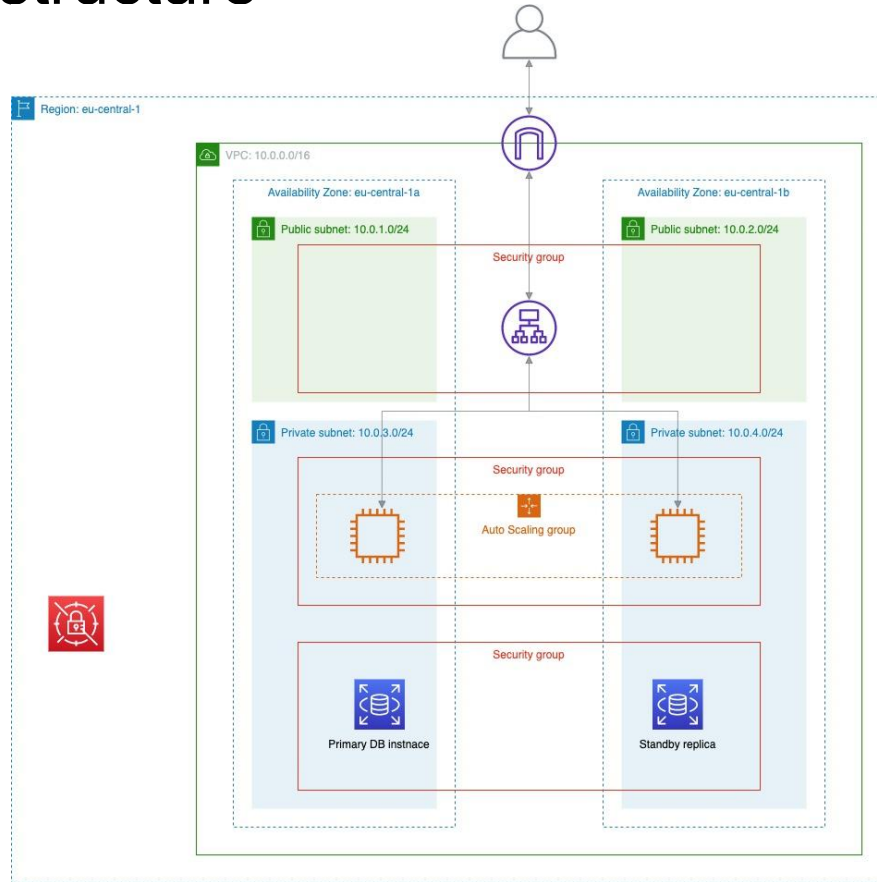 Region: eu-central-1
VPC: 10.0.0.0/16
Availability Zone: eu-central-1a
Availability Zone: eu-central-1b
Public subnet: 10.0.1.0/24
Public subnet: 10.0.2.0/24
Security group
Private subnet: 10.0.3.0/24
Private subnet: 10.0.4.0/24
Security group
Auto Scaling group
Security group
Primary DB instnace
Standby replica